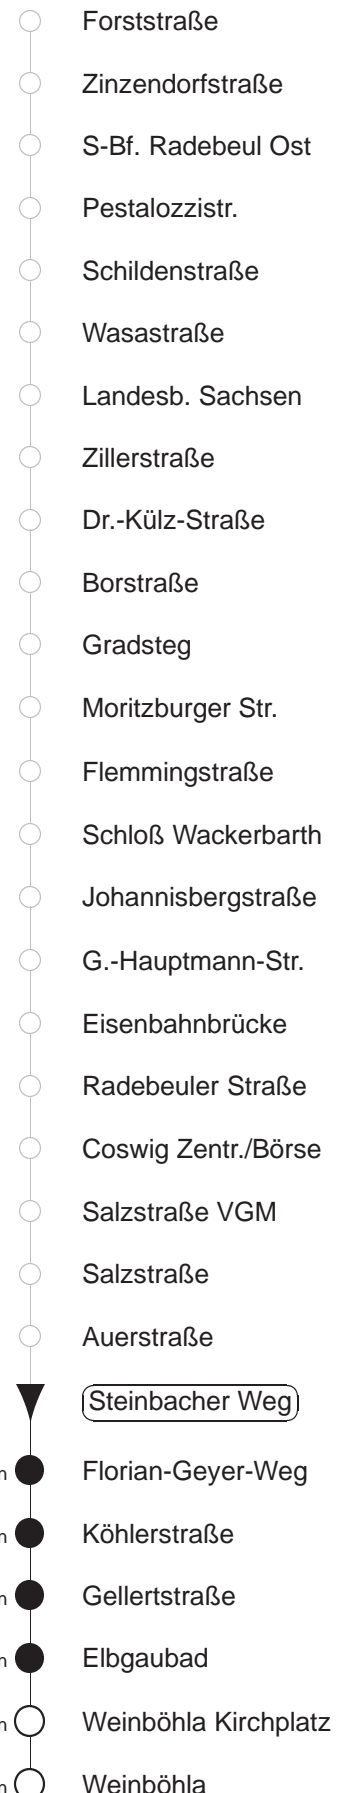 Forststraße
Zinzendorfstraße
S-Bf. Radebeul Ost
Pestalozzistr.
Schildenstraße
Wasastraße
Landesb. Sachsen
Zillerstraße
Dr.-Külz-Straße
Borstraße
Gradsteg
Moritzburger Str.
Flemmingstraße
Schloß Wackerbarth
Johannisbergstraße
G.-Hauptmann-Str.
Eisenbahnbrücke
Radebeuler Straße
Coswig Zentr./Börse
Salzstraße VGM
Salzstraße
Auerstraße
Steinbacher Weg
Florian-Geyer-Weg
Köhlerstraße
Gellertstraße
Elbgaubad
Weinböhla Kirchplatz
Weinböhla